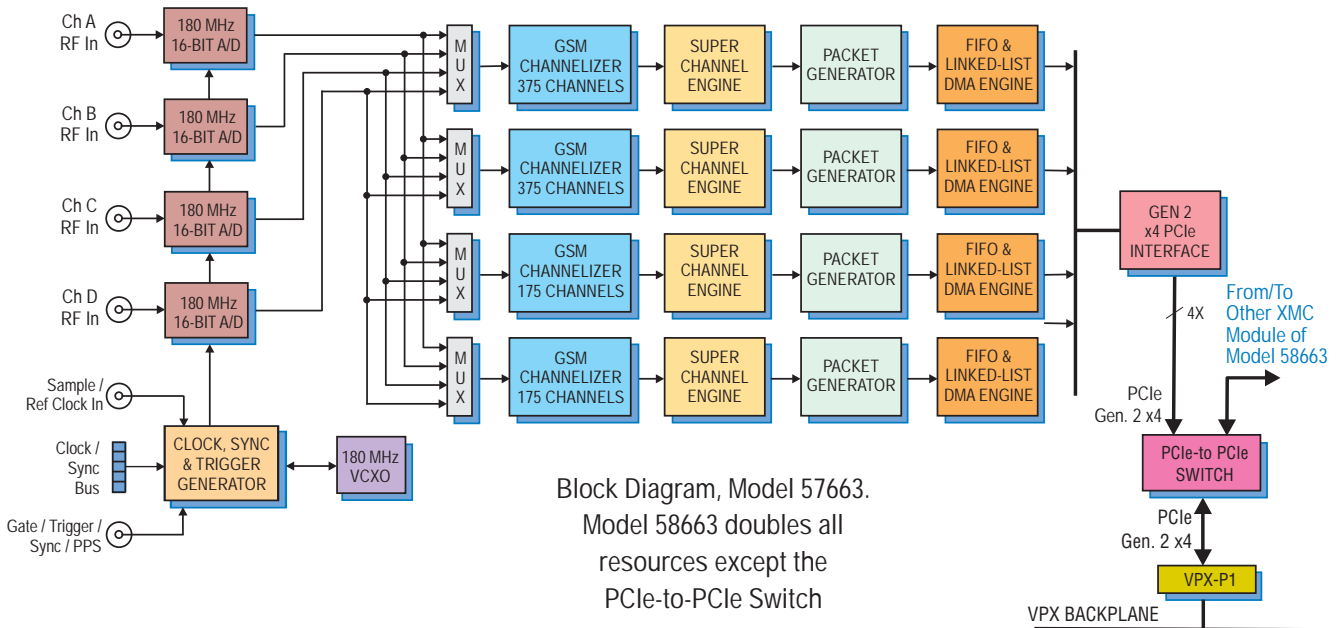 Ch A
RF In
180 MHz
16-BIT A/D
Ch B
RF In
180 MHz
16-BIT A/D
Ch C
RF In
180 MHz
16-BIT A/D
Ch D
RF In
180 MHz
16-BIT A/D
Sample /
Ref Clock In
Clock /
Sync
Bus
Gate / Trigger /
Sync / PPS
CLOCK, SYNC
& TRIGGER
GENERATOR
180 MHz
VCXO
M
U
X
GSM
CHANNELIZER
375 CHANNELS
SUPER
CHANNEL
ENGINE
PACKET
GENERATOR
FIFO &
LINKED-LIST
DMA ENGINE
M
U
X
GSM
CHANNELIZER
375 CHANNELS
SUPER
CHANNEL
ENGINE
PACKET
GENERATOR
FIFO &
LINKED-LIST
DMA ENGINE
M
U
X
GSM
CHANNELIZER
175 CHANNELS
SUPER
CHANNEL
ENGINE
PACKET
GENERATOR
FIFO &
LINKED-LIST
DMA ENGINE
M
U
X
GSM
CHANNELIZER
175 CHANNELS
SUPER
CHANNEL
ENGINE
PACKET
GENERATOR
FIFO &
LINKED-LIST
DMA ENGINE
GEN 2
x4 PCIe
INTERFACE
4X
From/To
Other XMC
Module of
Model 58663
PCIe
Gen. 2 x4
PCIe-to PCIe
SWITCH
PCIe
Gen. 2 x4
VPX-P1
VPX BACKPLANE
Block Diagram, Model 57663.
Model 58663 doubles all
resources except the
PCIe-to-PCIe Switch